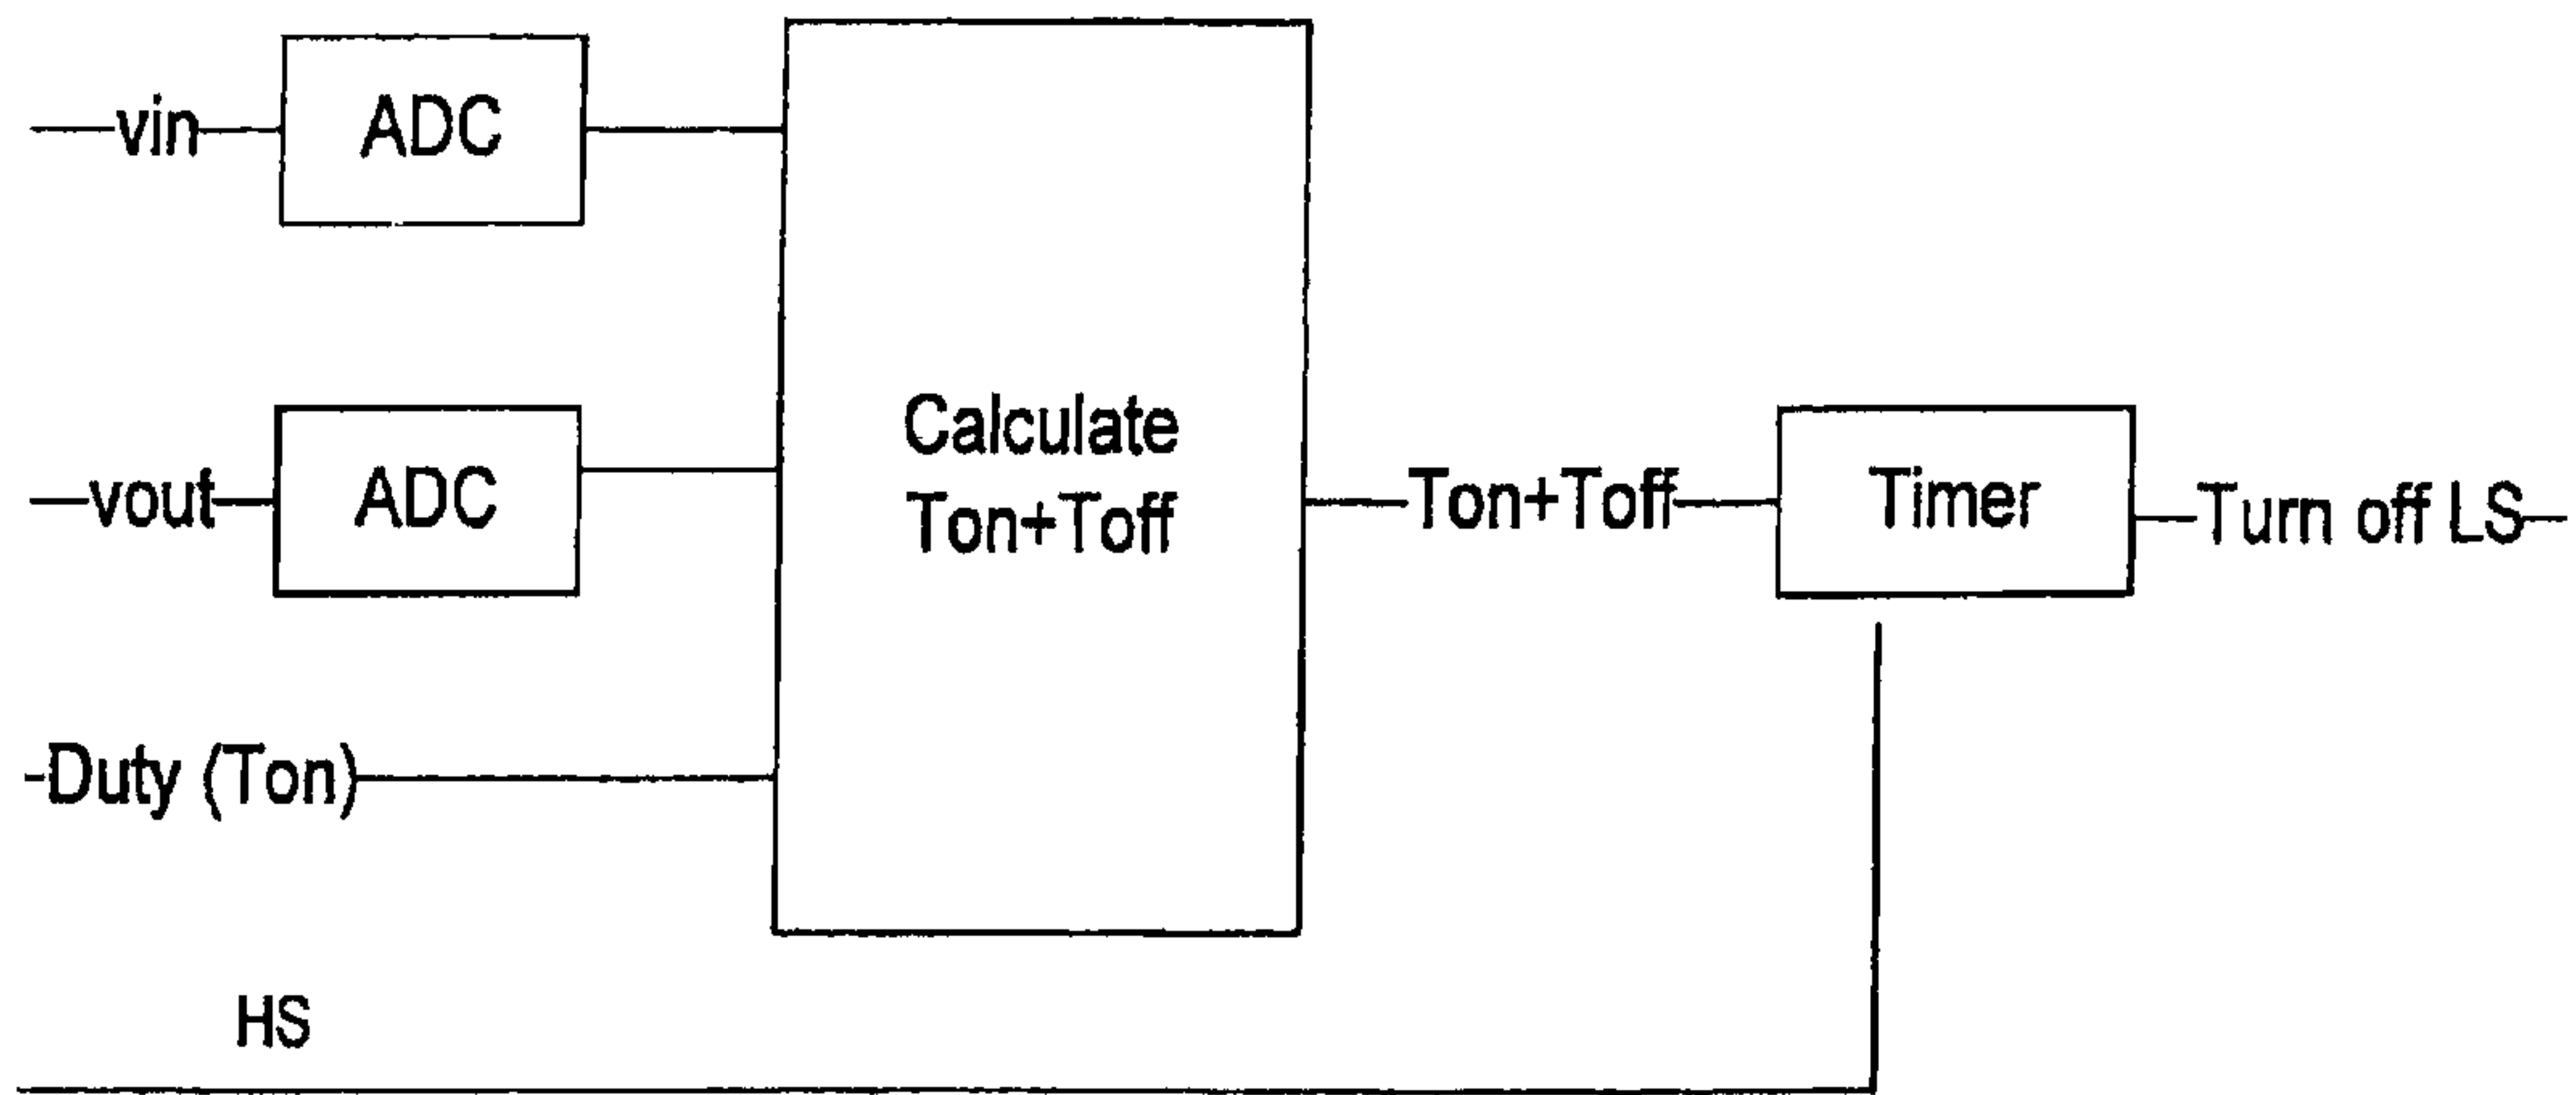 vin
ADC
vout
ADC
Duty (Ton)
HS
Calculate
Ton+Toff
Ton+Toff
Timer
Turn off LS